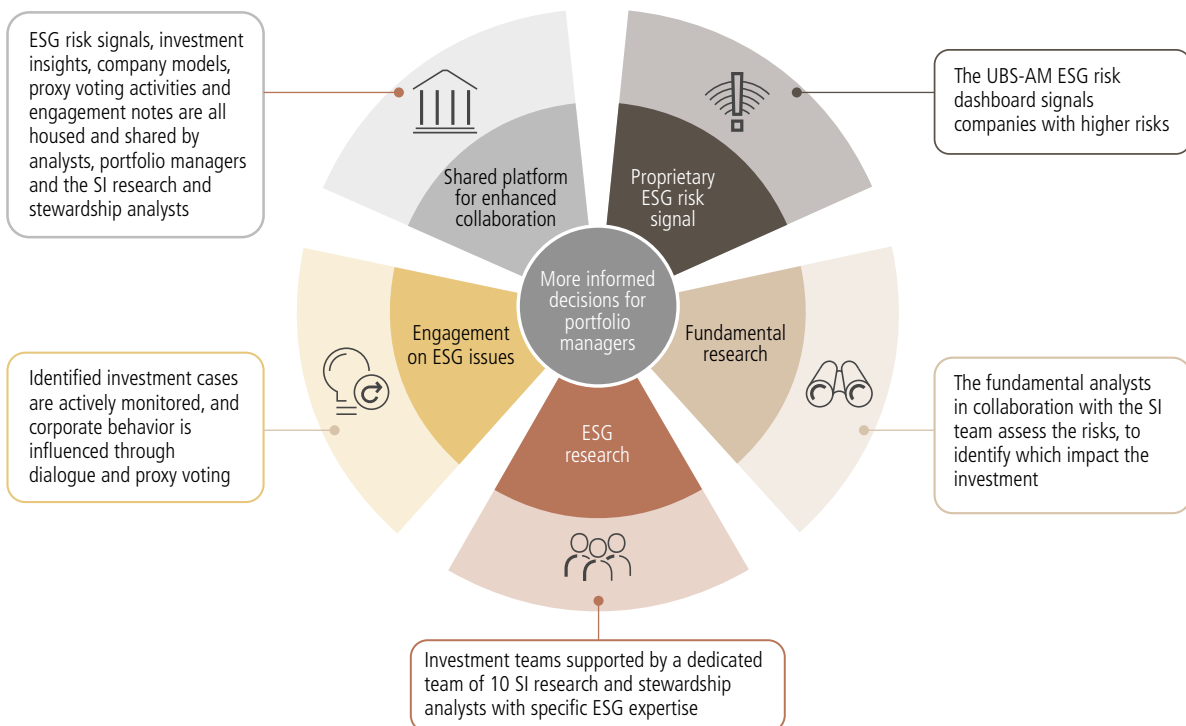 ESG risk signals, investment
insights, company models,
proxy voting activities and
engagement notes are all
housed and shared by
analysts, portfolio managers
and the SI research and
stewardship analysts
The UBS-AM ESG risk
dashboard signals
companies with higher risks
Shared platform
for enhanced
collaboration
Proprietary
ESG risk
signal
More informed
decisions for
portfolio
managers
Engagement
on ESG issues
Fundamental
research
ESG
research
Identified investment cases
are actively monitored, and
corporate behavior is
influenced through
dialogue and proxy voting
The fundamental analysts
in collaboration with the SI
team assess the risks, to
identify which impact the
investment
Investment teams supported by a dedicated
team of 10 SI research and stewardship
analysts with specific ESG expertise